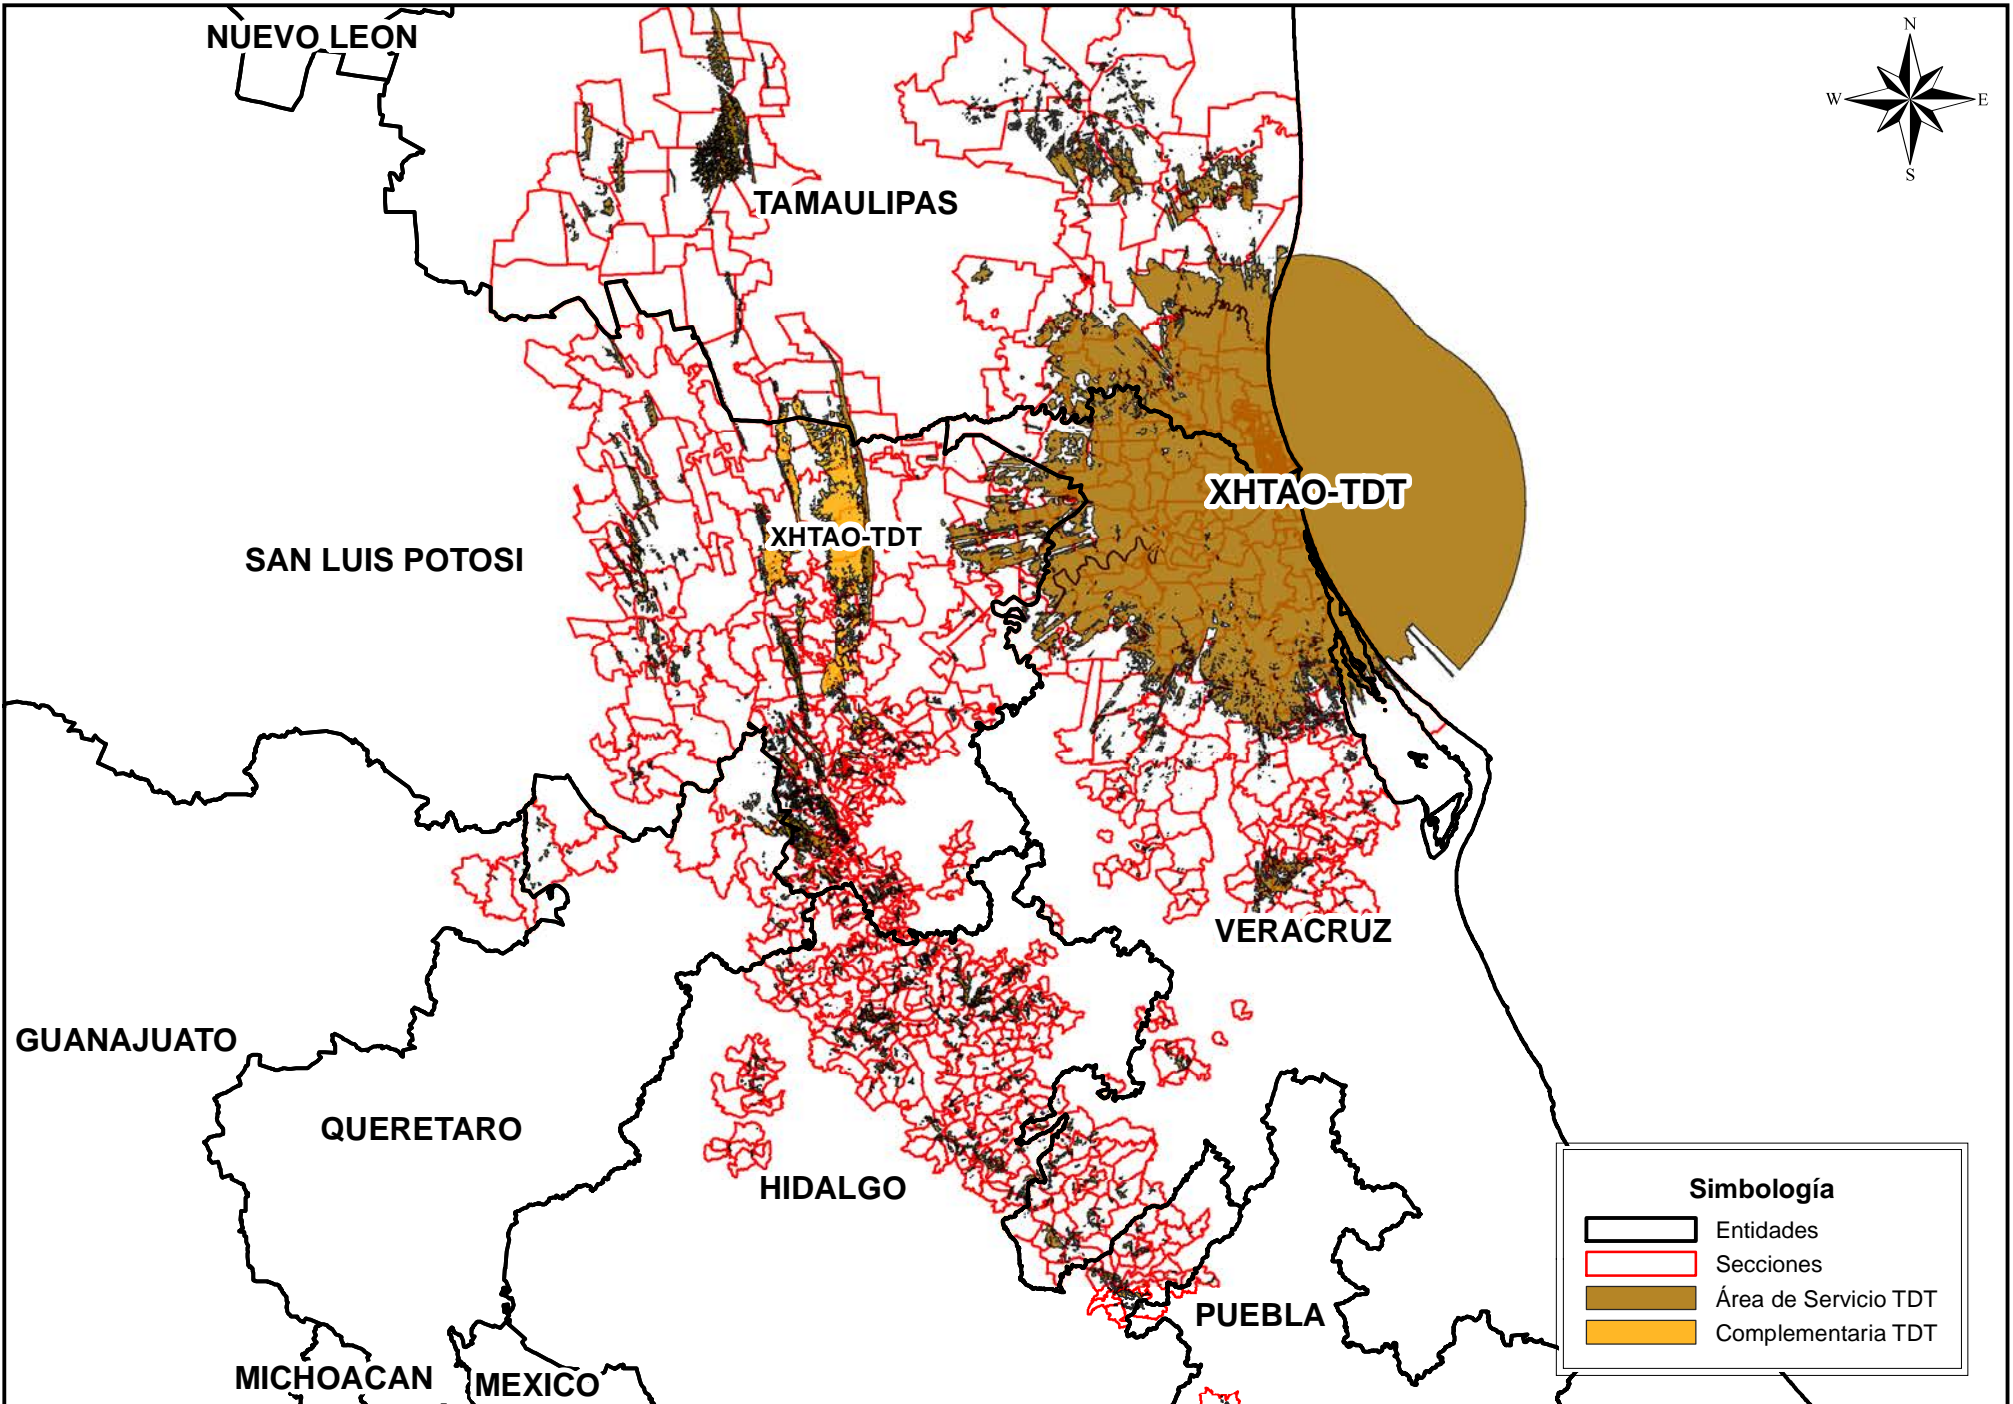 NUEVO LEON
N
W
E
S
TAMAULIPAS
XHTAO-TDT
XHTAO-TDT
SAN LUIS POTOSI
VERACRUZ
GUANAJUATO
QUERETARO
HIDALGO
PUEBLA
MICHOACAN
MEXICO
Simbología
Entidades
Secciones
Área de Servicio TDT
Complementaria TDT